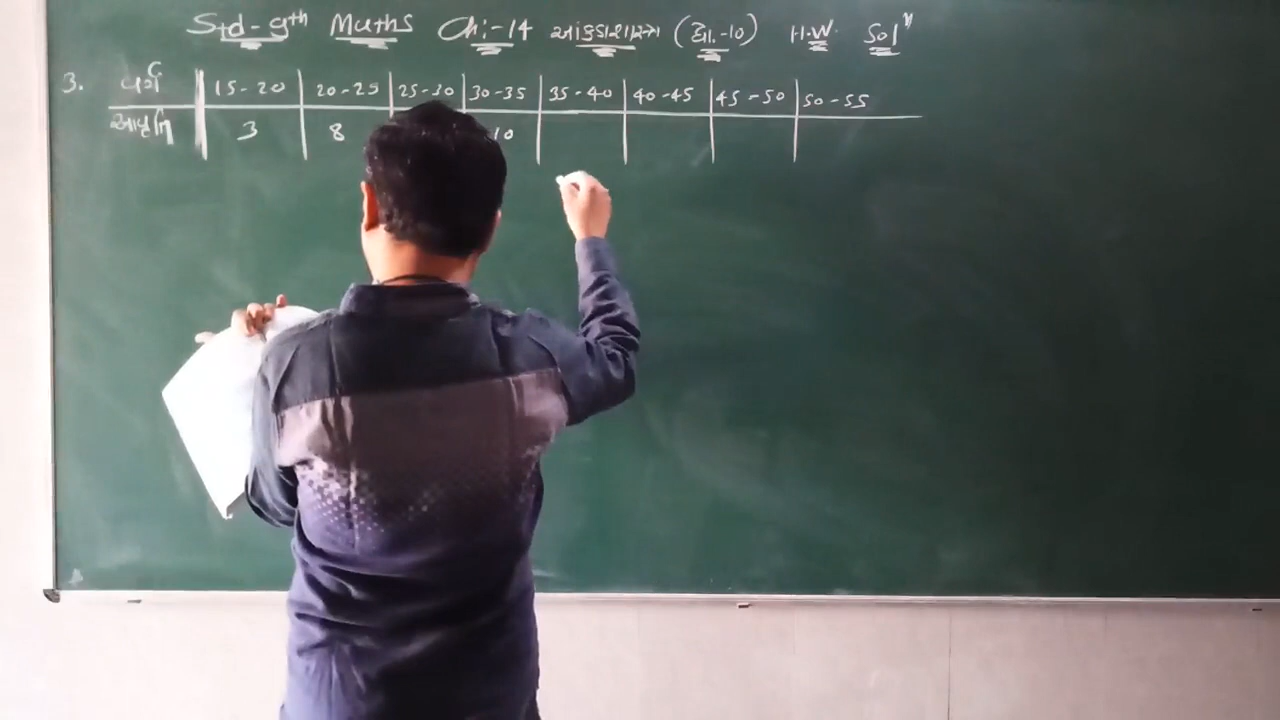 Std-9th Maths Ch:-14 આંકડાશાસ્ત્ર (દા.-10) H.W Solⁿ
3. વર્ગ 15-20 20-25 25-30 30-35 35-40 40-45 45-50 50-55
આવૃત્તિ 3 8 10